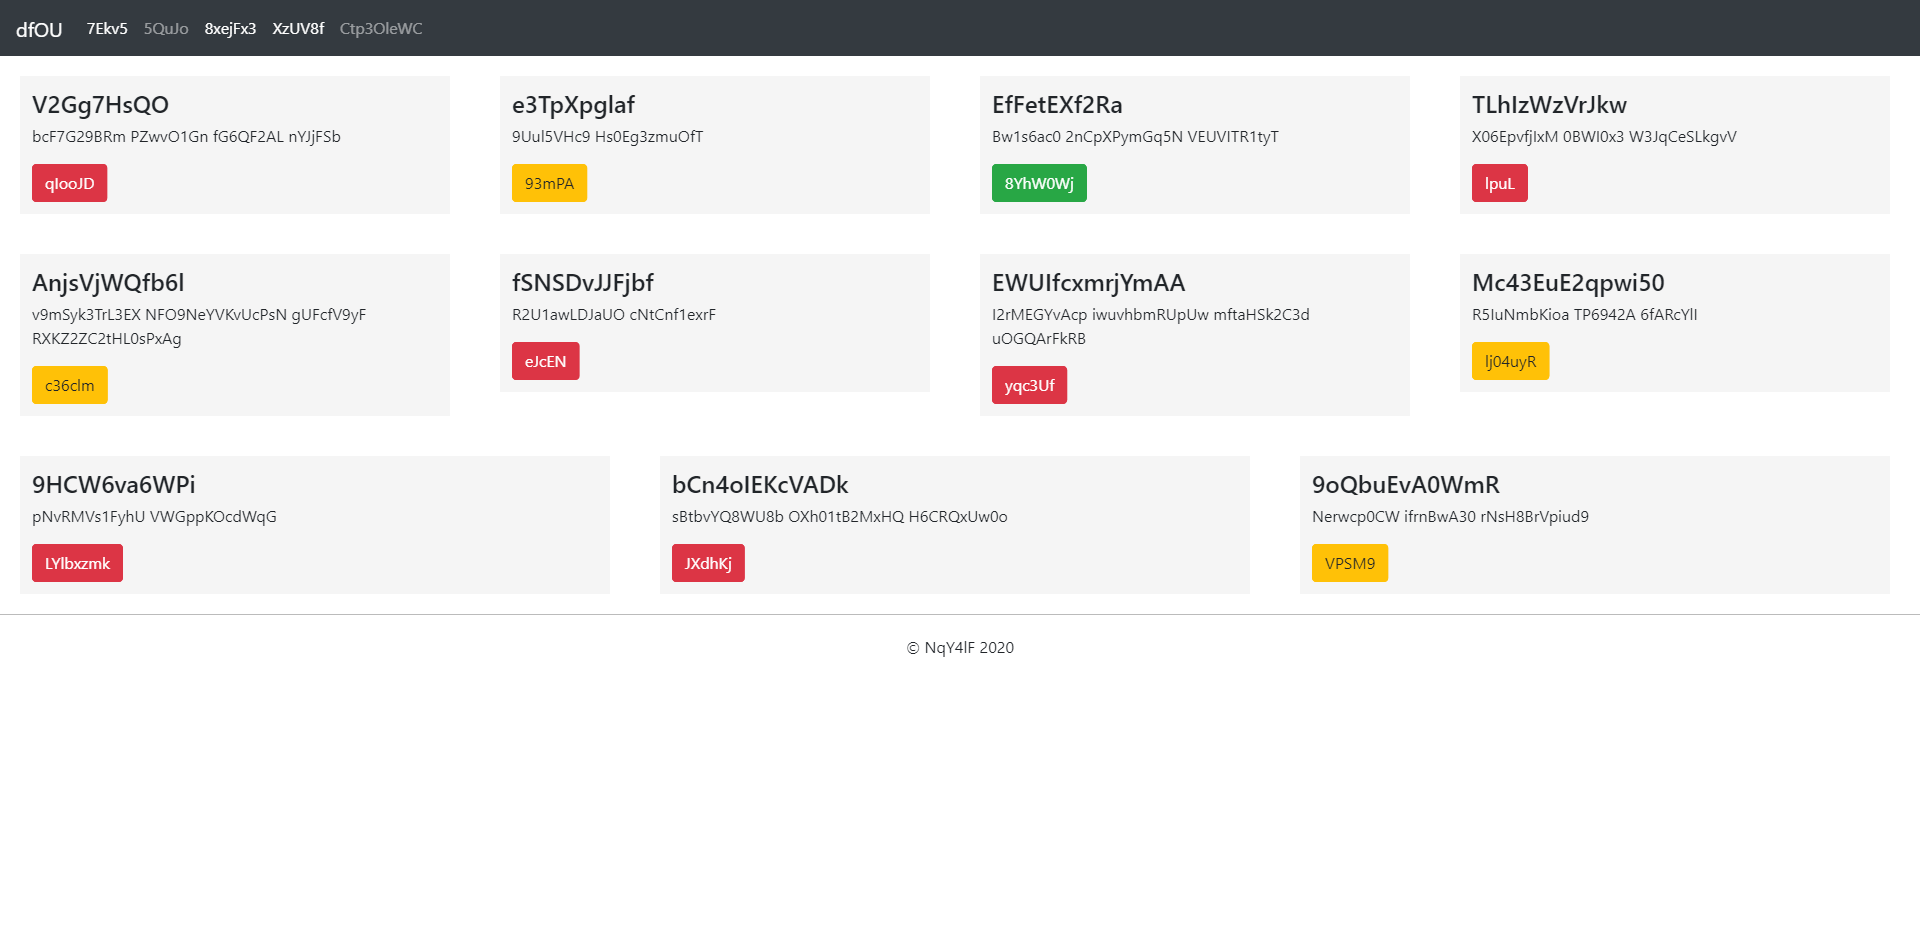 dfOU 7Ekv5 5QuJo 8xejFx3 XzUV8f Ctp3OleWC
V2Gg7HsQO
bcF7G29BRm PZwvO1Gn fG6QF2AL nYJjFSb
qIooJD
e3TpXpglaf
9Uul5VHc9 Hs0Eg3zmuOfT
93mPA
EfFetEXf2Ra
Bw1s6ac0 2nCpXPymGq5N VEUVITR1tyT
8YhW0Wj
TLhIzWzVrJkw
X06EpvfjIxM 0BWI0x3 W3JqCeSLkgvV
lpuL
AnjsVjWQfb6l
v9mSyk3TrL3EX NFO9NeYVKvUcPsN gUFcfV9yF
RXKZ2ZC2tHL0sPxAg
c36clm
fSNSDvJJFjbf
R2U1awLDJaUO cNtCnf1exrF
eJcEN
EWUIfcxmrjYmAA
I2rMEGYvAcp iwuvhbmRUpUw mftaHSk2C3d
uOGQArFkRB
yqc3Uf
Mc43EuE2qpwi50
R5IuNmbKioa TP6942A 6fARcYlI
lj04uyR
9HCW6va6WPi
pNvRMVs1FyhU VWGppKOcdWqG
LYlbxzmk
bCn4oIEKcVADk
sBtbvYQ8WU8b OXh01tB2MxHQ H6CRQxUw0o
JXdhKj
9oQbuEvA0WmR
Nerwcp0CW ifrnBwA30 rNsH8BrVpiud9
VPSM9
© NqY4lF 2020